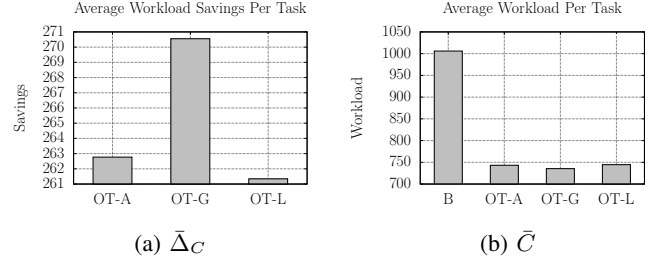 Average Workload Savings Per Task
271
270
269
268
267
266
265
264
263
262
261
Savings
OT-A OT-G OT-L
(a) Δ̄_C
Average Workload Per Task
1050
1000
950
900
850
800
750
700
Workload
B OT-A OT-G OT-L
(b) C̄